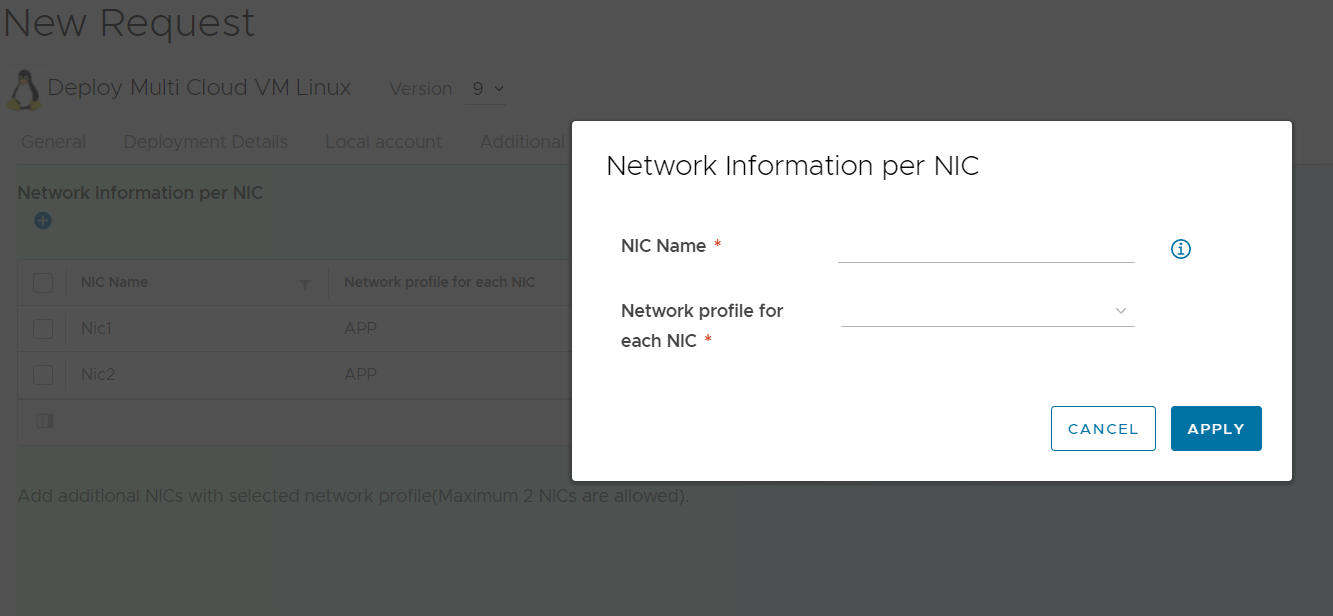 New Request
Deploy Multi Cloud VM Linux Version 9
General Deployment Details Local account Additional
Network Information per NIC
NIC Name Network profile for each NIC
Nic1 APP
Nic2 APP
Add additional NICs with selected network profile(Maximum 2 NICs are allowed).
Network Information per NIC
NIC Name *
Network profile for
each NIC *
CANCEL APPLY